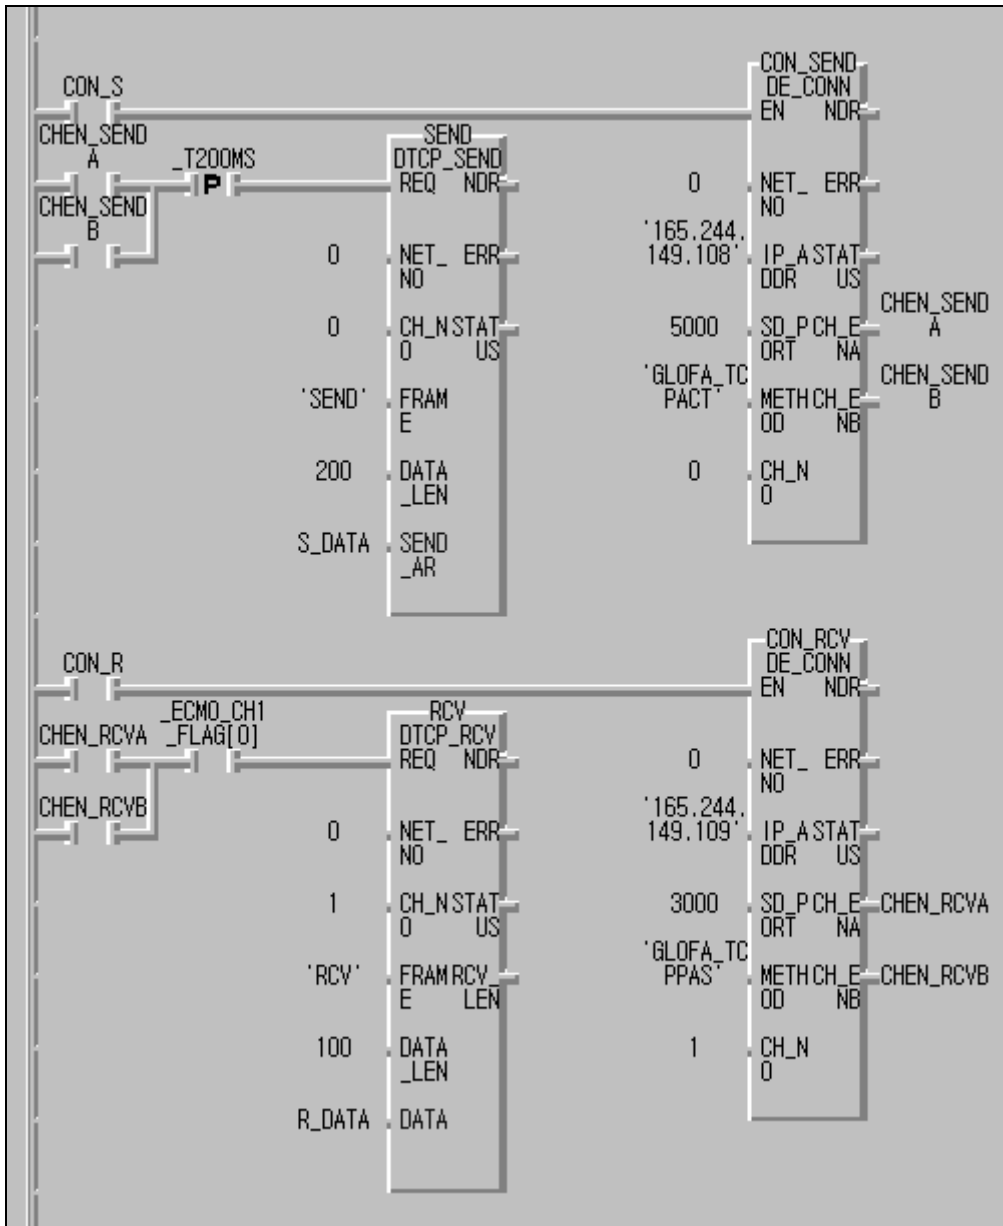 CON_S
CON_SEND
DE_CONN
EN NDR
CHEN_SEND
A
_T200MS
P
SEND
DTCP_SEND
REQ NDR
0
NET_ ERR
NO
CHEN_SEND
B
0
NET_ ERR
NO
'165.244.
149.108'
IP_A STAT
DDR US
0
CH_N STAT
O US
5000
SD_P CH_E
ORT NA
CHEN_SEND
A
'SEND'
FRAM
E
'GLOFA_TC
PACT'
METH CH_E
OD NB
CHEN_SEND
B
200
DATA
_LEN
0
CH_N
O
S_DATA
SEND
_AR
CON_R
CON_RCV
DE_CONN
EN NDR
CHEN_RCVA
_ECM0_CH1
_FLAG[0]
RCV
DTCP_RCV
REQ NDR
0
NET_ ERR
NO
CHEN_RCVB
0
NET_ ERR
NO
'165.244.
149.109'
IP_A STAT
DDR US
1
CH_N STAT
O US
3000
SD_P CH_E
ORT NA
CHEN_RCVA
'RCV'
FRAM RCV_
E LEN
'GLOFA_TC
PPAS'
METH CH_E
OD NB
CHEN_RCVB
100
DATA
_LEN
1
CH_N
O
R_DATA
DATA